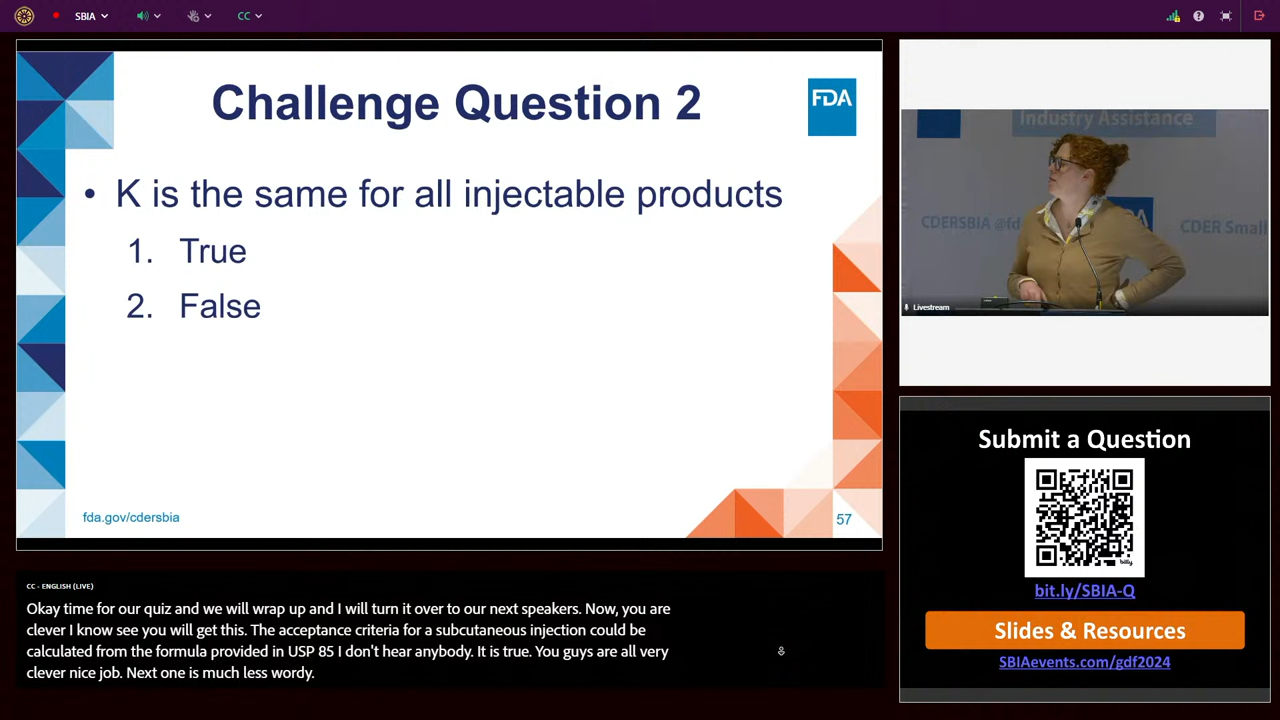 SBIA
CC
Challenge Question 2
FDA
• K is the same for all injectable products
1. True
2. False
fda.gov/cdersbia
57
Industry Assistance
CDERSBIA @fd
CDER Small
Livestream
Submit a Question
bitly
bit.ly/SBIA-Q
Slides & Resources
SBIAevents.com/gdf2024
CC - ENGLISH (LIVE)
Okay time for our quiz and we will wrap up and I will turn it over to our next speakers. Now, you are
clever I know see you will get this. The acceptance criteria for a subcutaneous injection could be
calculated from the formula provided in USP 85 I don't hear anybody. It is true. You guys are all very
clever nice job. Next one is much less wordy.